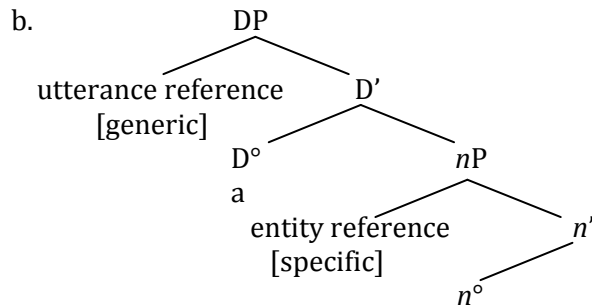 b. DP
utterance reference D’
[generic]
D° nP
a
entity reference n’
[specific]
n°